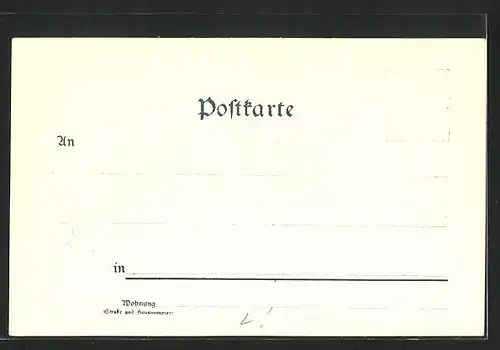 Postkarte
An
in
Wohnung
(Straße und Hausnummer)